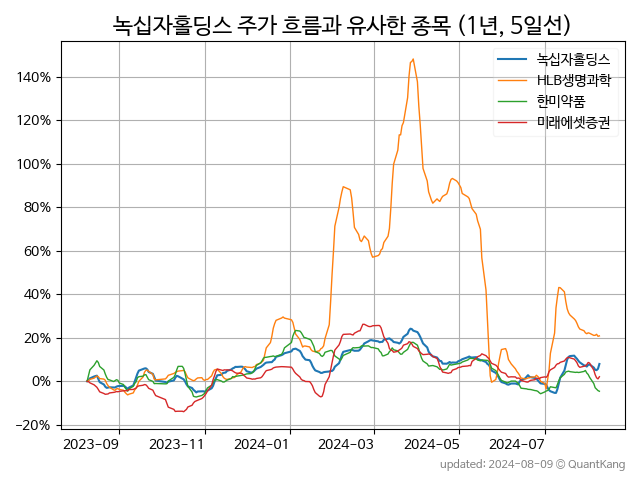 녹십자홀딩스 주가 흐름과 유사한 종목 (1년, 5일선)
녹십자홀딩스
HLB생명과학
한미약품
미래에셋증권
140%
120%
100%
80%
60%
40%
20%
0%
−20%
2023-09 2023-11 2024-01 2024-03 2024-05 2024-07
updated: 2024-08-09 © QuantKang